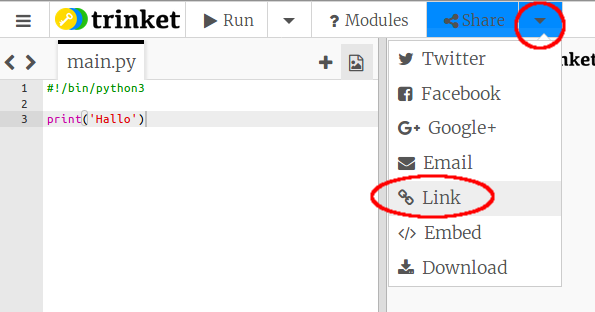 trinket Run ? Modules Share
main.py
nket
1 #!/bin/python3
2
3 print('Hallo')
Twitter
Facebook
G+ Google+
Email
Link
</> Embed
Download